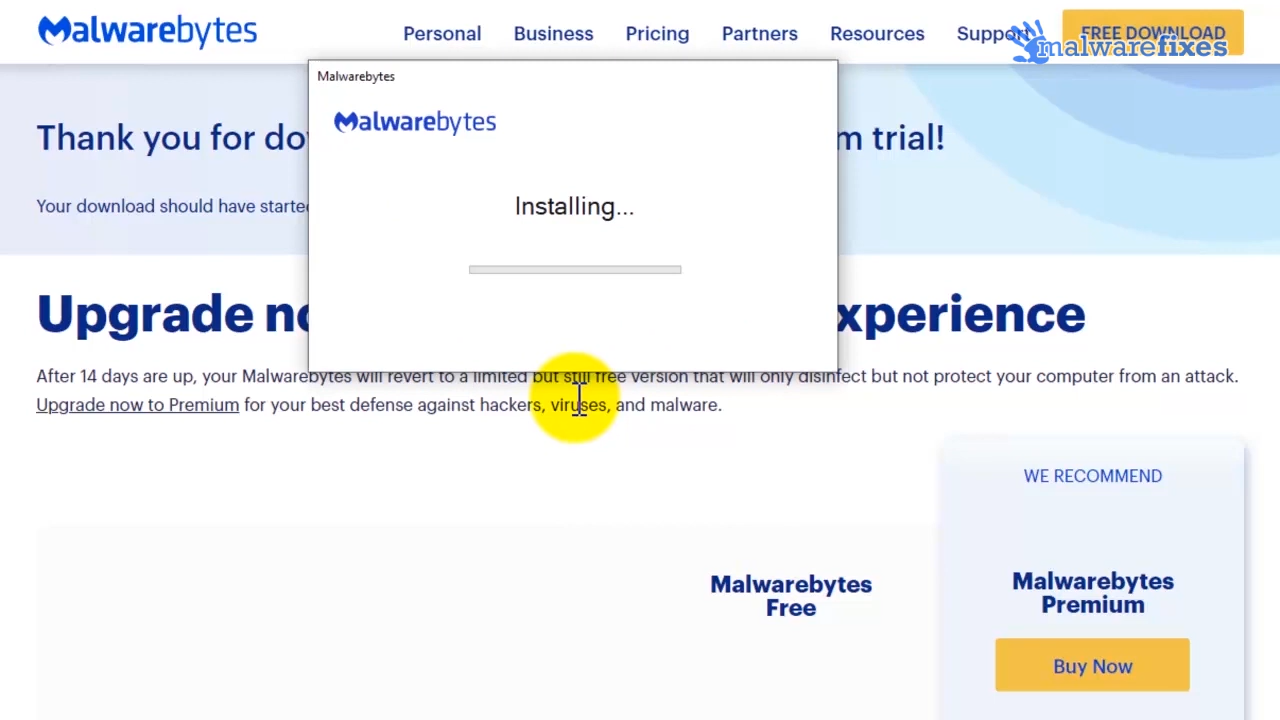 Malwarebytes
Personal
Business
Pricing
Partners
Resources
Support
FREE DOWNLOAD
malwarefixes
Malwarebytes
Malwarebytes
Installing...
Thank you for do
m trial!
Your download should have started
Upgrade no
xperience
After 14 days are up, your Malwarebytes will revert to a limited but still free version that will only disinfect but not protect your computer from an attack.
Upgrade now to Premium for your best defense against hackers, viruses, and malware.
WE RECOMMEND
Malwarebytes
Free
Malwarebytes
Premium
Buy Now